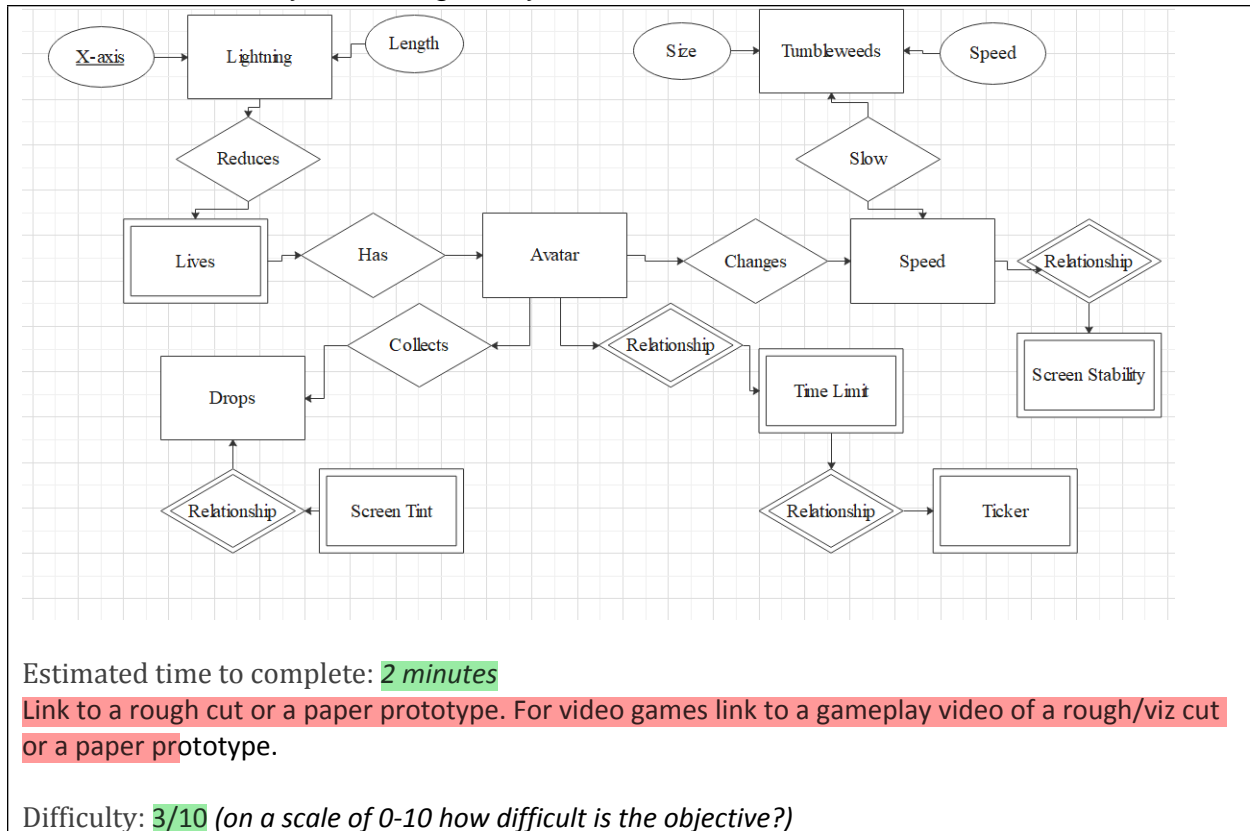 X-axis
Lightning
Length
Size
Tumbleweeds
Speed
Reduces
Slow
Lives
Has
Avatar
Changes
Speed
Relationship
Collects
Relationship
Drops
Time Limit
Screen Stability
Relationship
Screen Tint
Relationship
Ticker
Estimated time to complete: 2 minutes
Link to a rough cut or a paper prototype. For video games link to a gameplay video of a rough/viz cut
or a paper prototype.
Difficulty: 3/10 (on a scale of 0-10 how difficult is the objective?)